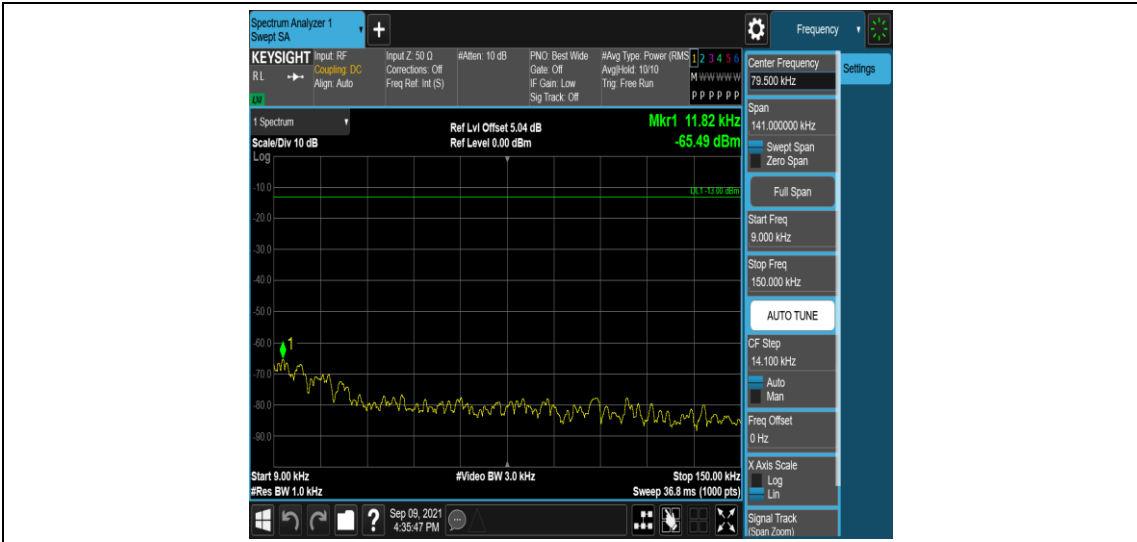 Spectrum Analyzer 1
Swept SA
+
Frequency
KEYSIGHT
RL
LXI
Input: RF
Coupling: DC
Align: Auto
Input Z: 50 Ω
Corrections: Off
Freq Ref: Int (S)
#Atten: 10 dB
PNO: Best Wide
Gate: Off
IF Gain: Low
Sig Track: Off
#Avg Type: Power (RMS
Avg|Hold: 10/10
Trig: Free Run
1 2 3 4 5 6
M W W W W W
P P P P P P
1 Spectrum
Scale/Div 10 dB
Log
Ref Lvl Offset 5.04 dB
Ref Level 0.00 dBm
Mkr1 11.82 kHz
-65.49 dBm
DL1 -13.00 dBm
-10.0
-20.0
-30.0
-40.0
-50.0
-60.0
-70.0
-80.0
-90.0
1
Start 9.00 kHz
#Res BW 1.0 kHz
#Video BW 3.0 kHz
Stop 150.00 kHz
Sweep 36.8 ms (1000 pts)
Center Frequency
79.500 kHz
Span
141.000000 kHz
Swept Span
Zero Span
Full Span
Start Freq
9.000 kHz
Stop Freq
150.000 kHz
AUTO TUNE
CF Step
14.100 kHz
Auto
Man
Freq Offset
0 Hz
X Axis Scale
Log
Lin
Signal Track
(Span Zoom)
Settings
?
Sep 09, 2021
4:35:47 PM